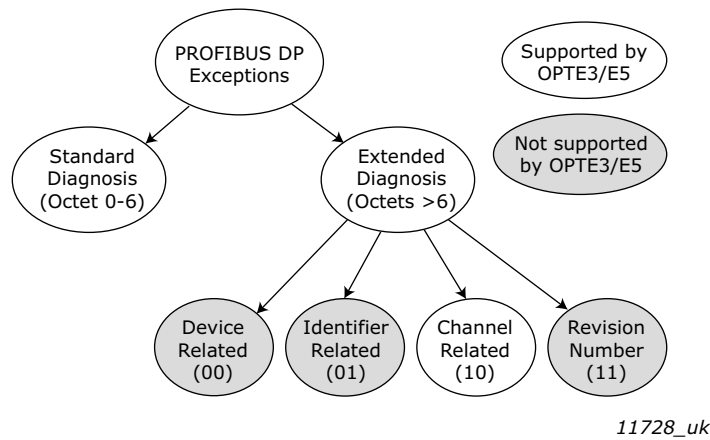 PROFIBUS DP
Exceptions
Supported by
OPTE3/E5
Not supported
by OPTE3/E5
Standard
Diagnosis
(Octet 0-6)
Extended
Diagnosis
(Octets >6)
Device
Related
(00)
Identifier
Related
(01)
Channel
Related
(10)
Revision
Number
(11)
11728_uk